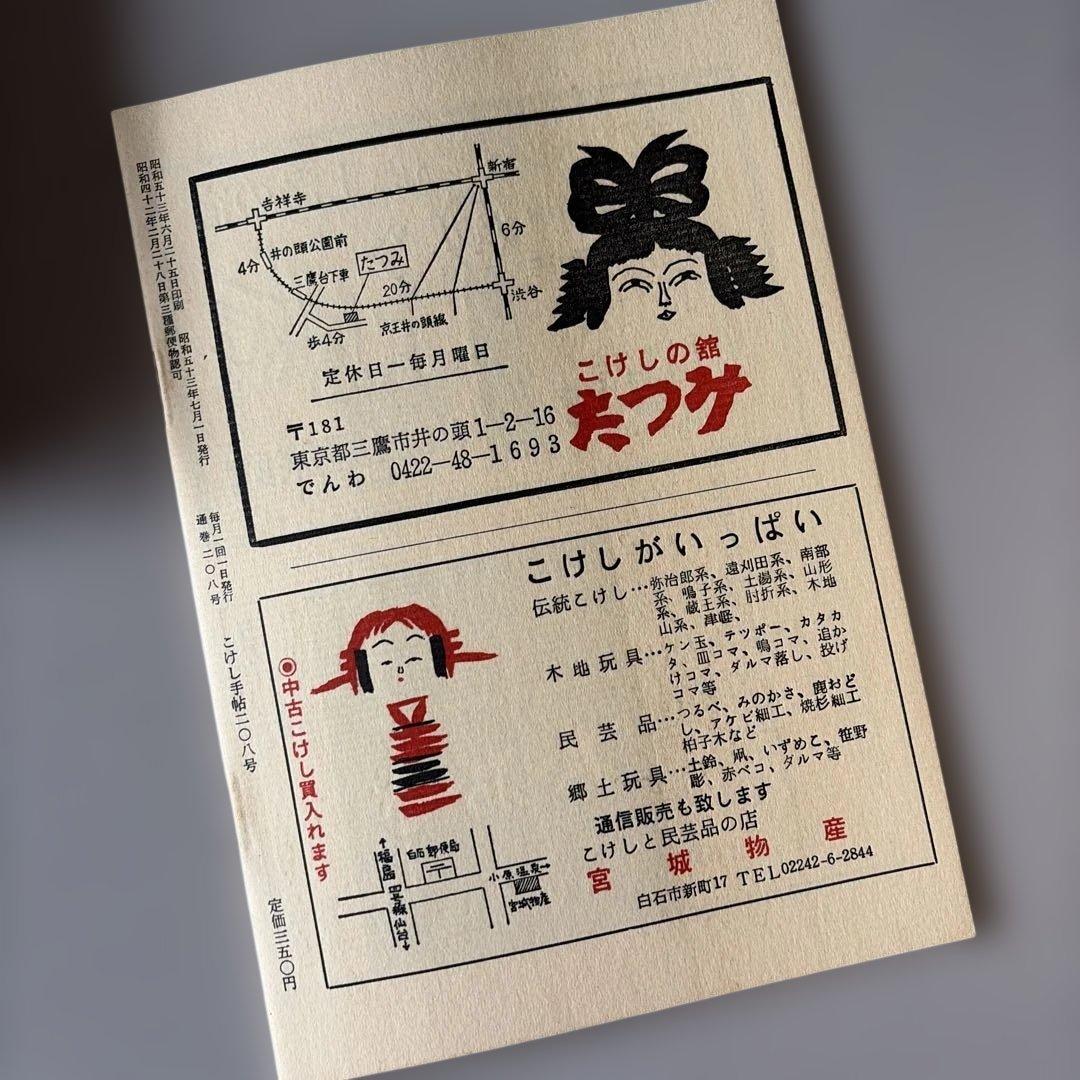 昭和五十三年六月二十五日印刷 昭和五十三年七月一日発行
昭和四十二年二月二十八日第三種郵便物認可
毎月一回一日発行
通巻二〇八号
こけし手帖二〇八号
定価三五〇円
新宿
吉祥寺
6分
井の頭公園前
4分
たつみ
三鷹台下車
20分
渋谷
京王井の頭線
歩4分
定休日―毎月曜日
〒181
東京都三鷹市井の頭1―2―16
でんわ 0422―48―1693
こけしの舘
たつみ
こけしがいっぱい
伝統こけし…弥治郎系、遠刈田系、南部
系、鳴子系、土湯系、山形
系、蔵王系、肘折系、木地
山系、津軽、
木地玩具…ケン玉、テッポー、カタカ
タ、皿コマ、鳴コマ、追か
けコマ、ダルマ落し、投げ
コマ等
民芸品…つるべ、みのかさ、鹿おど
し、アケビ細工、焼杉細工
柏子木など
郷土玩具…土鈴、凧、いずめこ、笹野
彫、赤ベコ、ダルマ等
通信販売も致します
こけしと民芸品の店
宮城物産
白石市新町17 TEL02242-6-2844
◉中古こけし買入れます
福島
四号線
仙台
白石郵便局
小原温泉
宮城物産